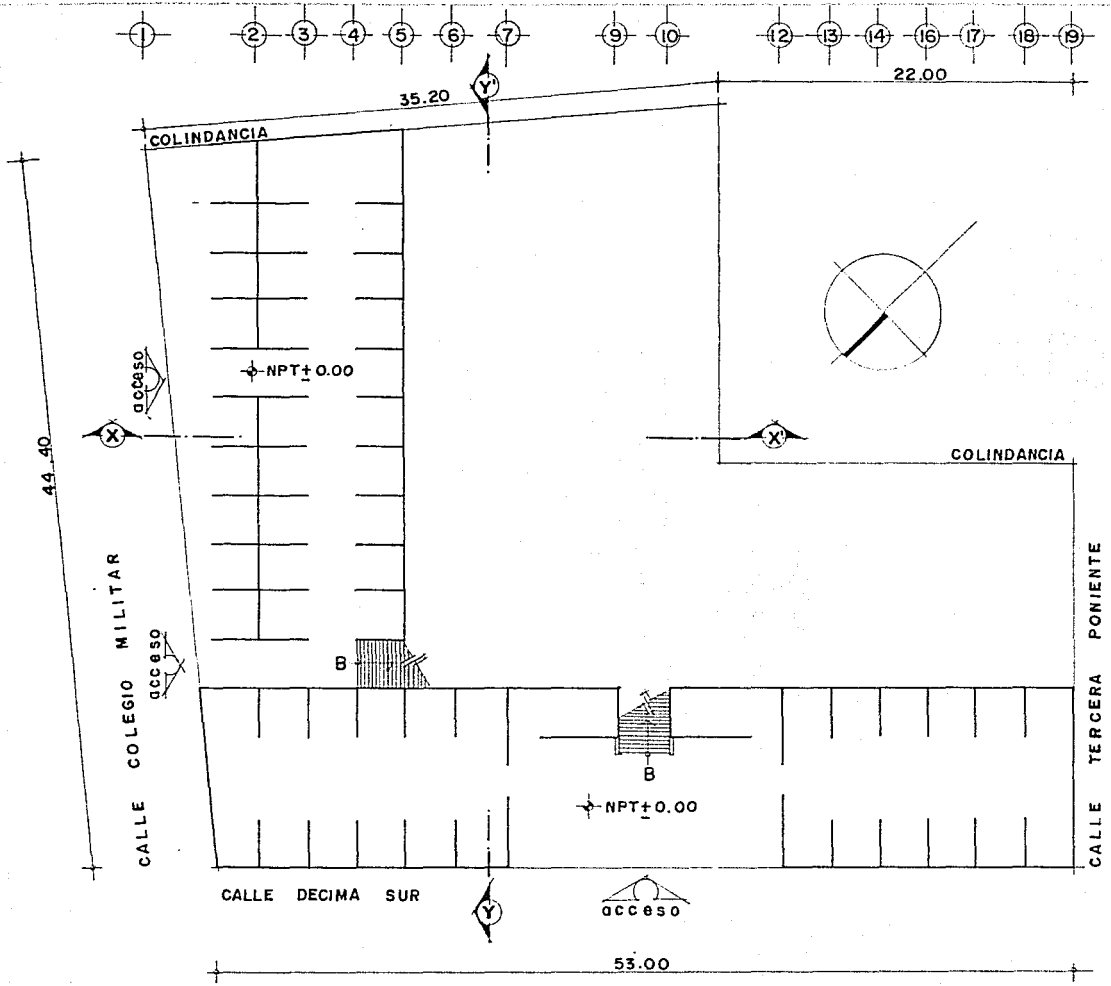 1 2 3 4 5 6 7 9 10 12 13 14 16 17 18 19
22.00
35.20
Y'
COLINDANCIA
acceso
NPT±0.00
X
X'
COLINDANCIA
44.40
CALLE COLEGIO MILITAR
CALLE TERCERA PONIENTE
acceso
B
B
NPT±0.00
CALLE DECIMA SUR
Y
acceso
53.00